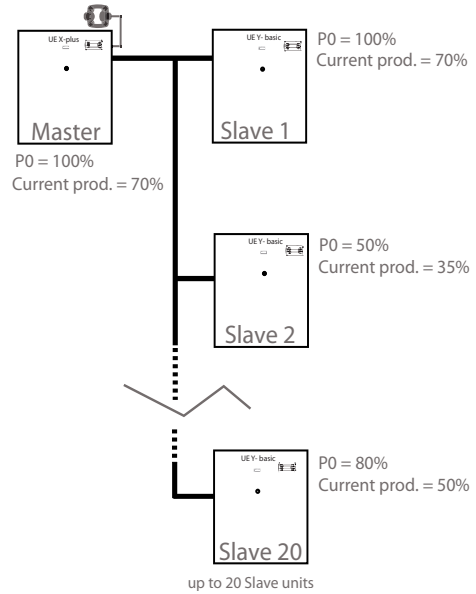 UE X-plus
Master
P0 = 100%
Current prod. = 70%
UE Y- basic
Slave 1
P0 = 100%
Current prod. = 70%
UE Y- basic
Slave 2
P0 = 50%
Current prod. = 35%
UE Y- basic
Slave 20
P0 = 80%
Current prod. = 50%
up to 20 Slave units